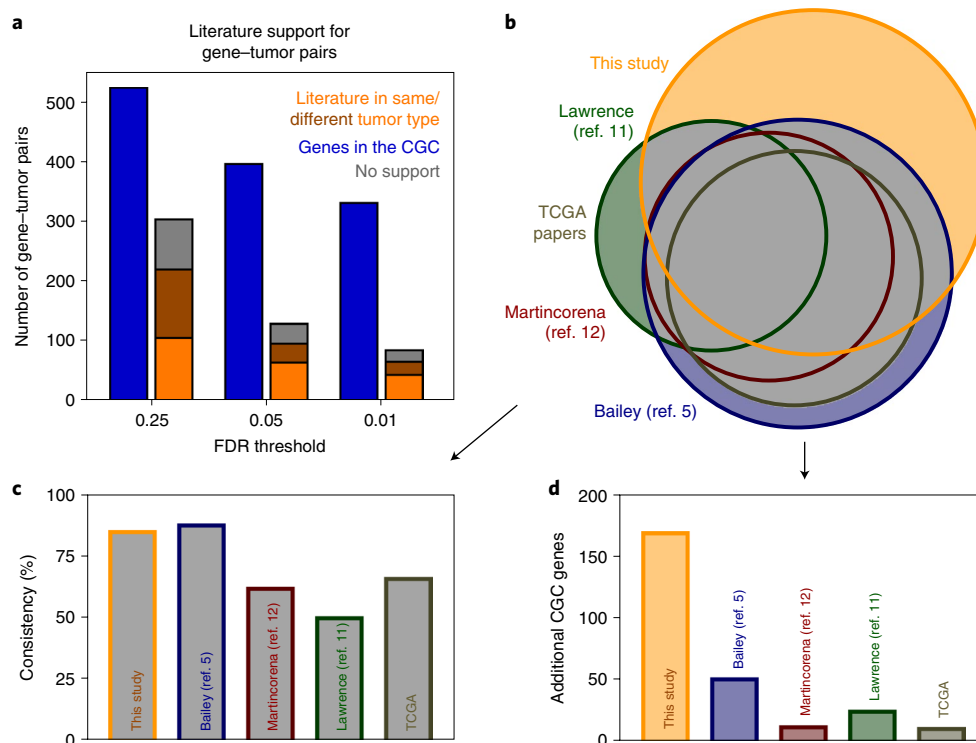 a
Literature support for
gene–tumor pairs
Number of gene–tumor pairs
500
400
300
200
100
0
Literature in same/
different tumor type
Genes in the CGC
No support
0.25
0.05
0.01
FDR threshold
b
This study
Lawrence
(ref. 11)
TCGA
papers
Martincorena
(ref. 12)
Bailey (ref. 5)
c
Consistency (%)
100
75
50
25
0
This study
Bailey (ref. 5)
Martincorena (ref. 12)
Lawrence (ref. 11)
TCGA
d
Additional CGC genes
200
150
100
50
0
This study
Bailey (ref. 5)
Martincorena (ref. 12)
Lawrence (ref. 11)
TCGA